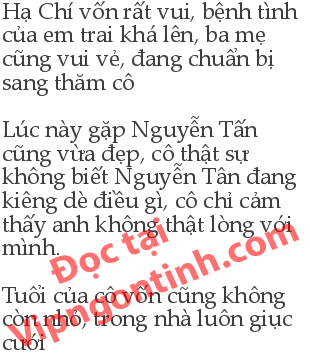 Hạ Chí vốn rất vui, bệnh tình
của em trai khá lên, ba mẹ
cũng vui vẻ, đang chuẩn bị
sang thăm cô
Lúc này gặp Nguyễn Tấn
cũng vừa đẹp, cô thật sự
không biết Nguyễn Tân đang
kiêng dè điều gì, cô chỉ cảm
thấy anh không thật lòng với
mình.
Đọc tại
Vipngontinh.com
Tuổi của cô vốn cũng không
còn nhỏ, trong nhà luôn giục
cưới